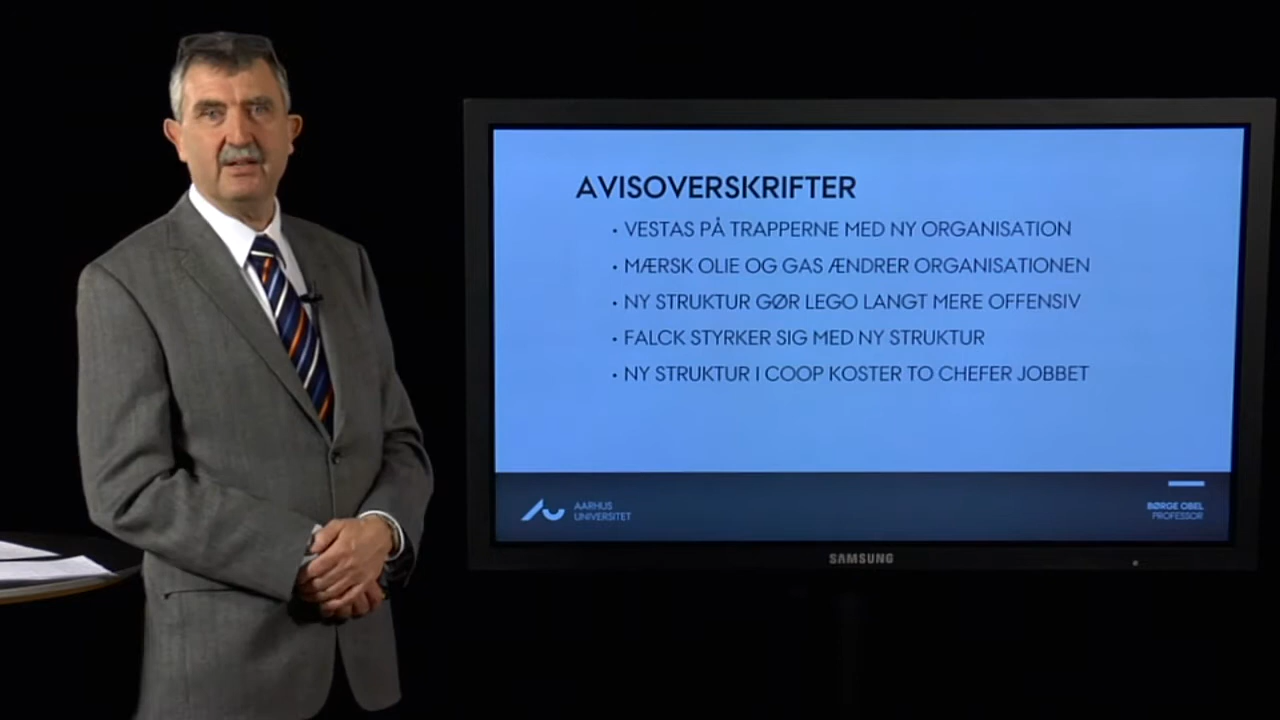 AVISOVERSKRIFTER
• VESTAS PÅ TRAPPERNE MED NY ORGANISATION
• MÆRSK OLIE OG GAS ÆNDRER ORGANISATIONEN
• NY STRUKTUR GØR LEGO LANGT MERE OFFENSIV
• FALCK STYRKER SIG MED NY STRUKTUR
• NY STRUKTUR I COOP KOSTER TO CHEFER JOBBET
AARHUS
UNIVERSITET
BØRGE OBEL
PROFESSOR
SAMSUNG